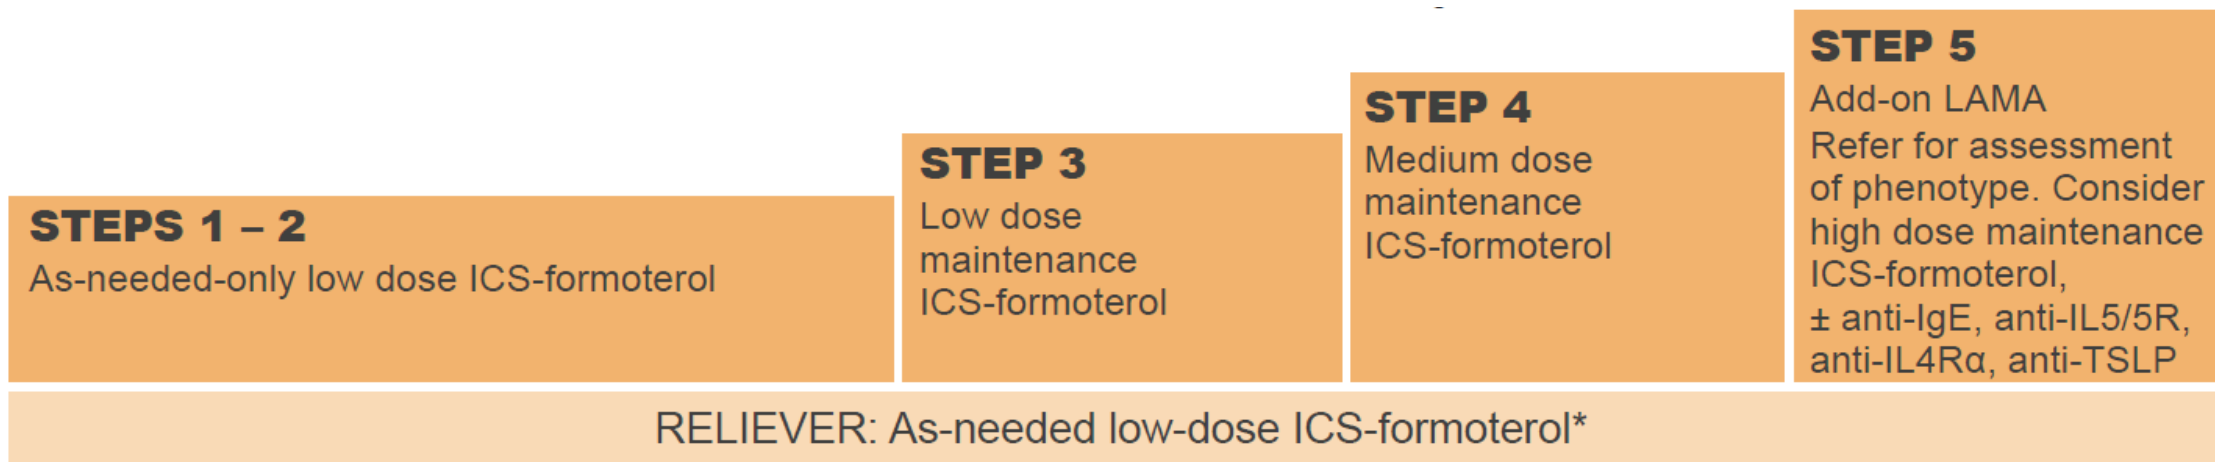 STEPS 1 – 2
As-needed-only low dose ICS-formoterol
STEP 3
Low dose
maintenance
ICS-formoterol
STEP 4
Medium dose
maintenance
ICS-formoterol
STEP 5
Add-on LAMA
Refer for assessment
of phenotype. Consider
high dose maintenance
ICS-formoterol,
± anti-IgE, anti-IL5/5R,
anti-IL4Rα, anti-TSLP
RELIEVER: As-needed low-dose ICS-formoterol*